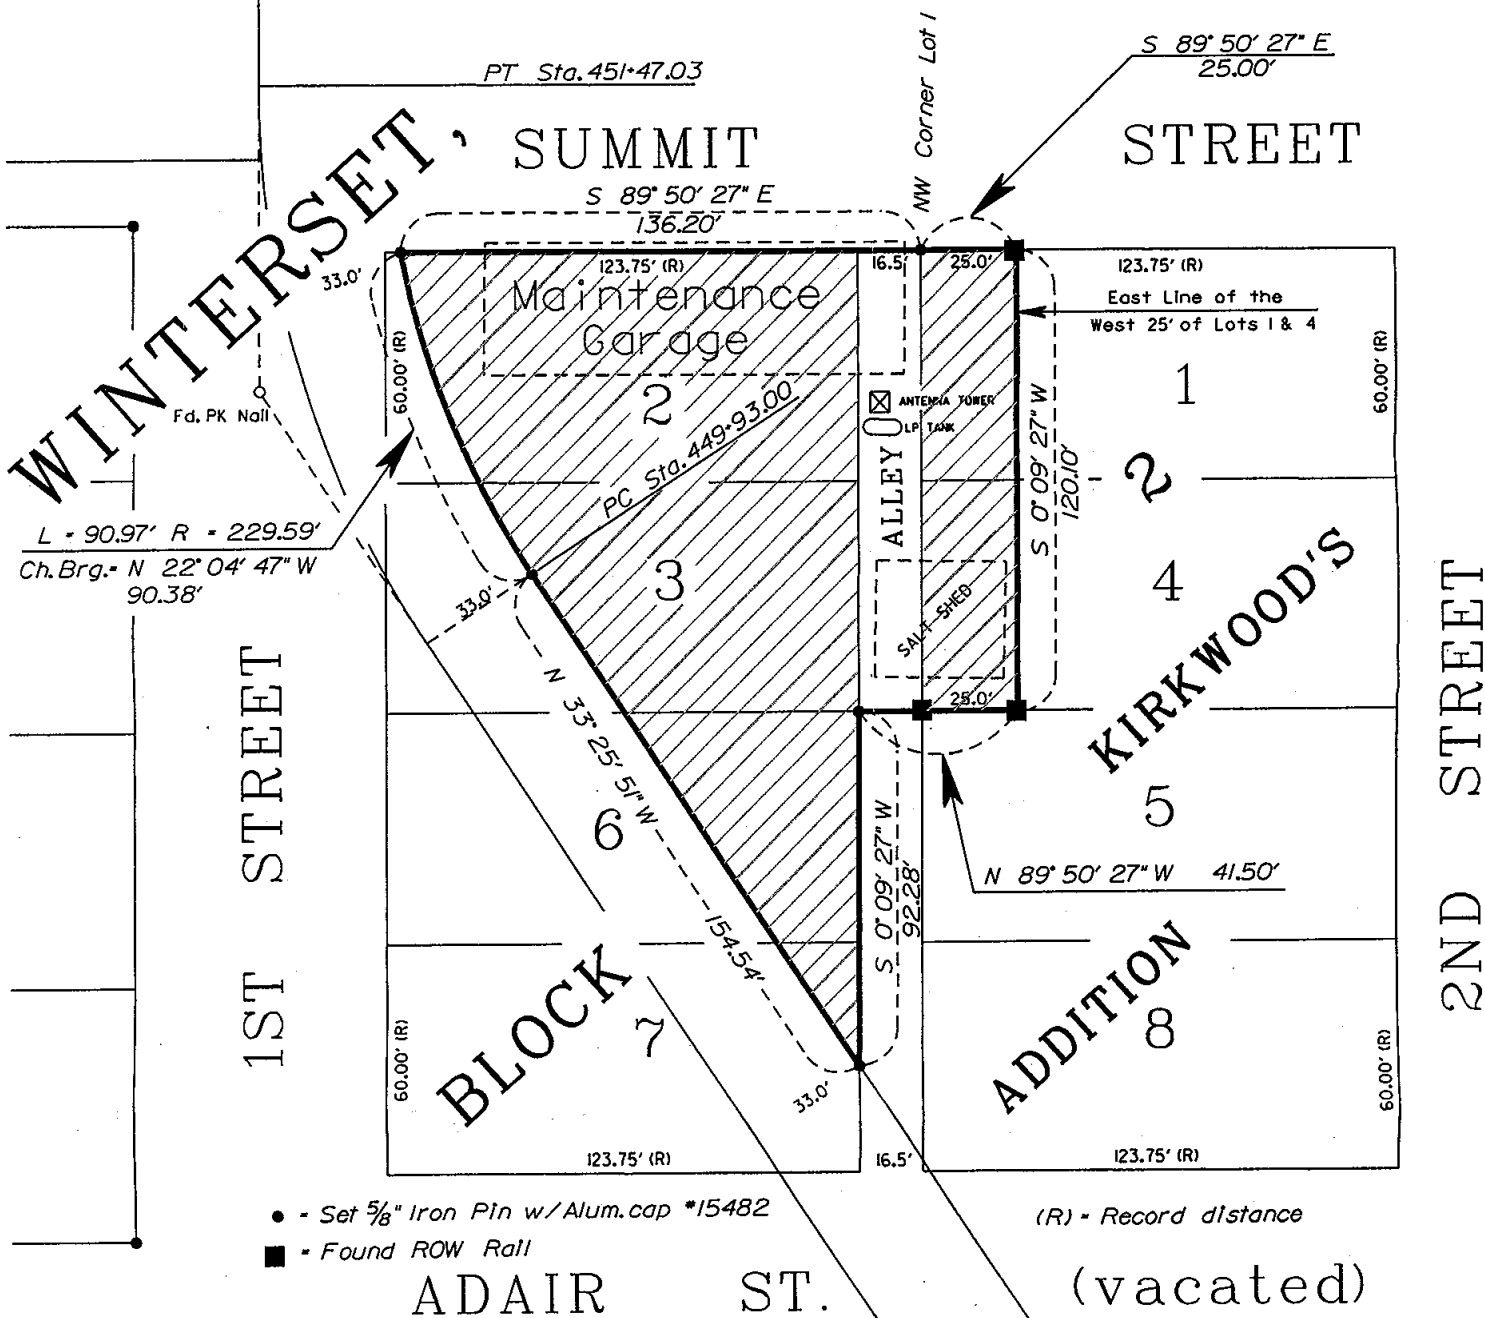 PT Sta. 451+47.03
NW Corner Lot 1
S 89° 50' 27" E
25.00'
WINTERSET,
SUMMIT
STREET
S 89° 50' 27" E
136.20'
33.0'
123.75' (R)
16.5'
25.0'
123.75' (R)
Maintenance
Garage
East Line of the
West 25' of Lots 1 & 4
60.00' (R)
60.00' (R)
1
2
Fd. PK Nail
ANTENNA TOWER
LP TANK
PC Sta. 449+93.00
S 0° 09' 27" W
120.10'
2
ALLEY
L = 90.97' R = 229.59'
Ch. Brg. = N 22° 04' 47" W
90.38'
33.0'
3
4
SALT SHED
KIRKWOOD'S
1ST STREET
2ND STREET
25.0'
N 33° 25' 51" W
154.54'
6
5
S 0° 09' 27" W
92.28'
N 89° 50' 27" W 41.50'
BLOCK
7
ADDITION
8
60.00' (R)
60.00' (R)
33.0'
123.75' (R)
16.5'
123.75' (R)
● = Set 5/8" Iron Pin w/Alum. cap #15482
(R) = Record distance
■ = Found ROW Rail
ADAIR ST. (vacated)